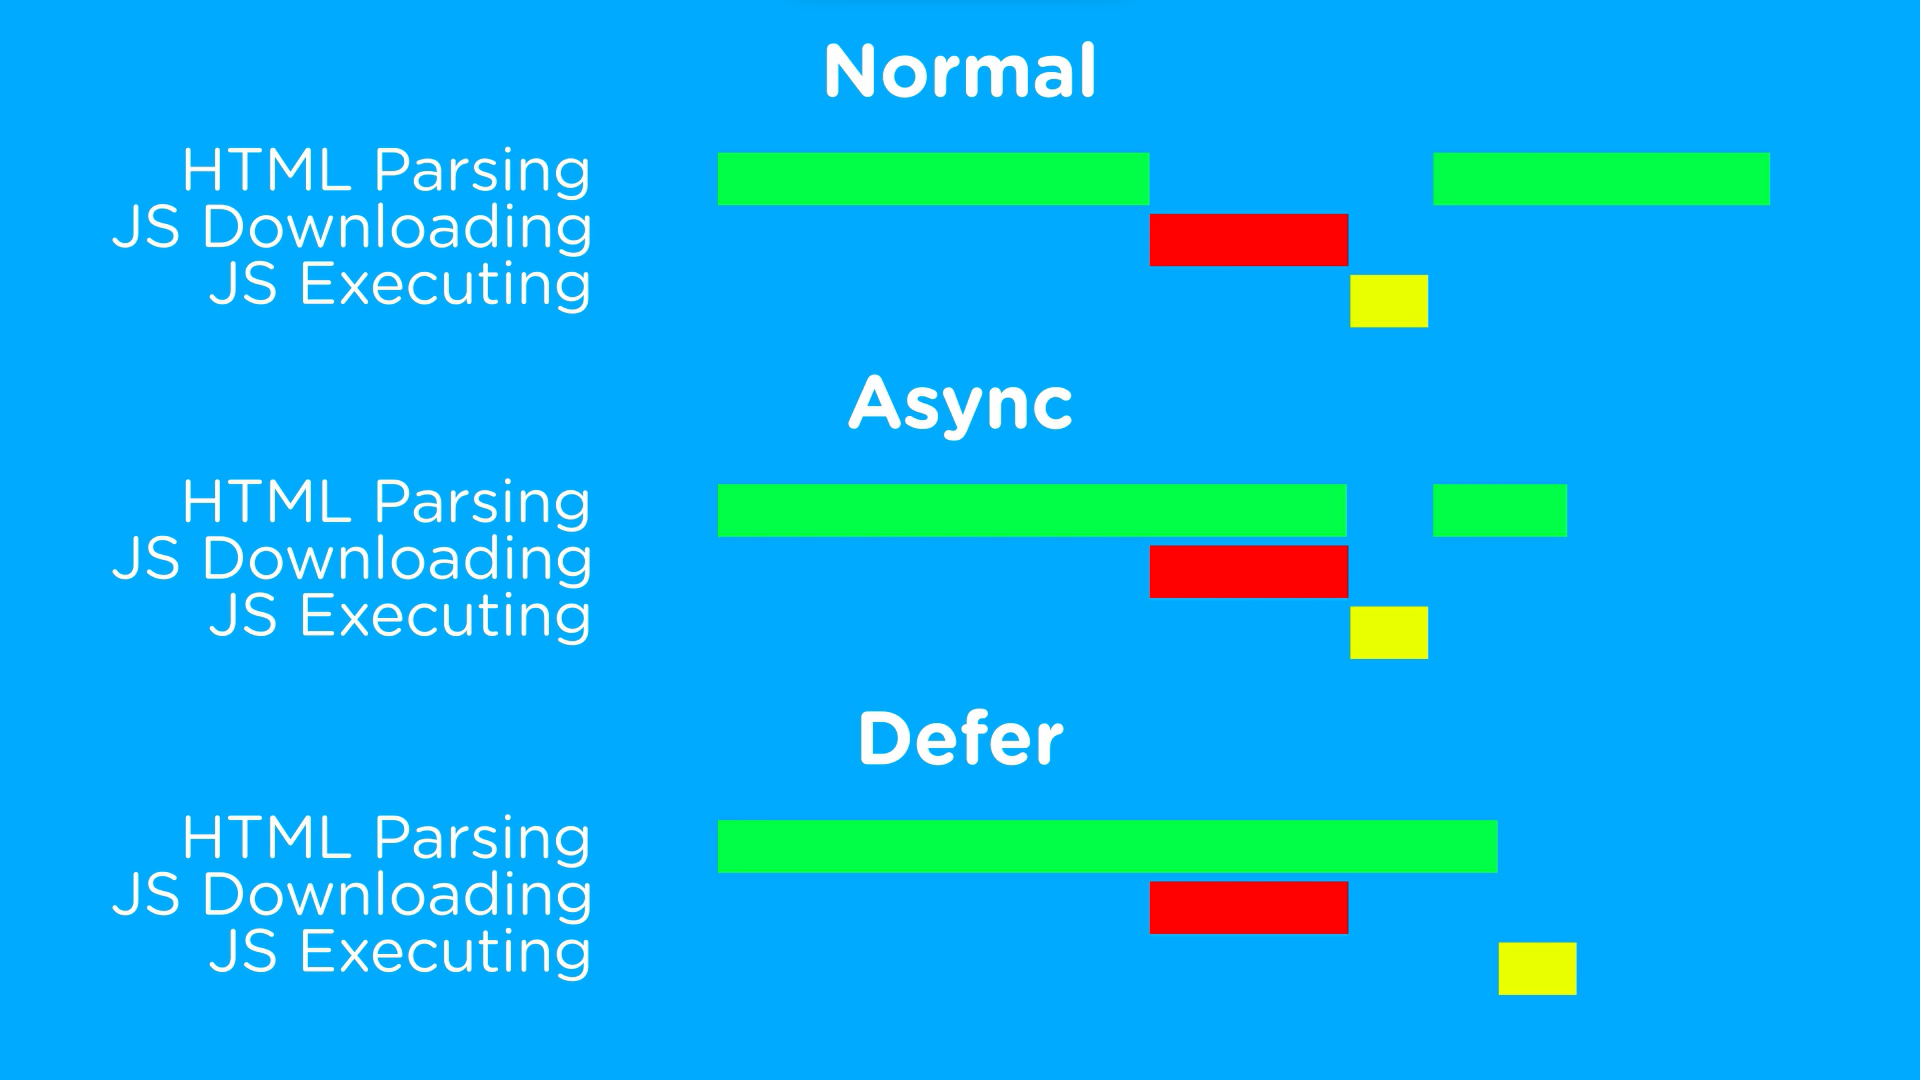 Normal
HTML Parsing
JS Downloading
JS Executing
Async
HTML Parsing
JS Downloading
JS Executing
Defer
HTML Parsing
JS Downloading
JS Executing